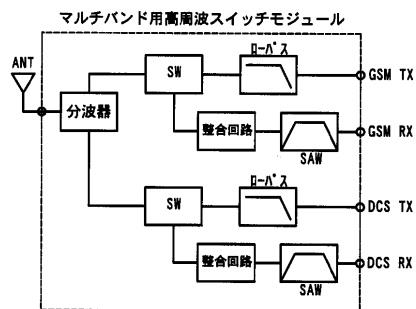 マルチバンド用高周波スイッチモジュール
ANT
分波器
SW
ローパス
GSM TX
整合回路
SAW
GSM RX
SW
ローパス
DCS TX
整合回路
SAW
DCS RX